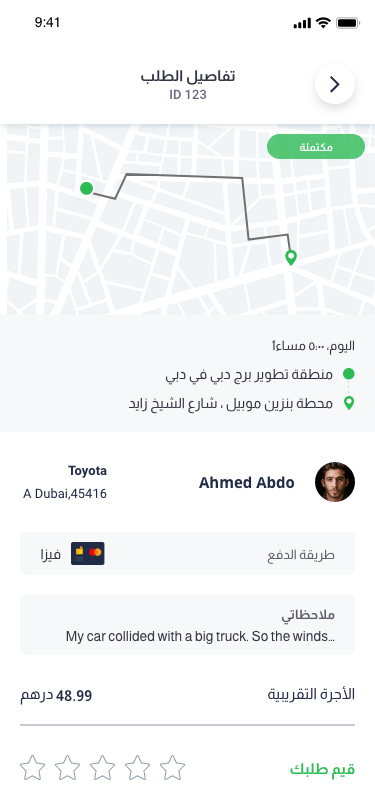 9:41
تفاصيل الطلب
ID 123
مكتملة
اليوم، ٥:٠٠ مساءًا
منطقة تطوير برج دبي في دبي
محطة بنزين موبيل ، شارع الشيخ زايد
Ahmed Abdo
Toyota
A Dubai,45416
طريقة الدفع
فيزا
ملاحظاتي
My car collided with a big truck. So the winds…
الأجرة التقريبية
48.99 درهم
قيم طلبك